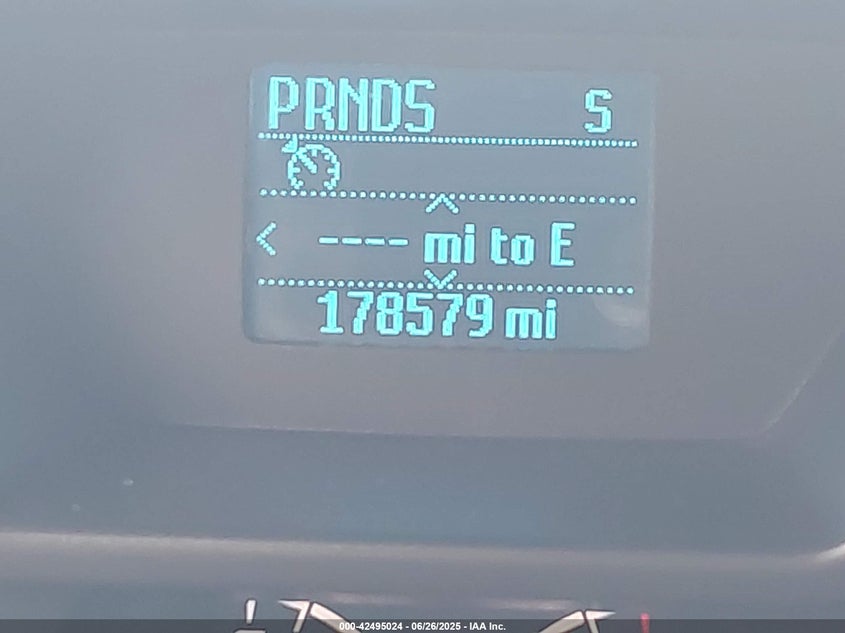 PRNDS S
---- mi to E
178579 mi
000-42495024 - 06/26/2025 - IAA Inc.